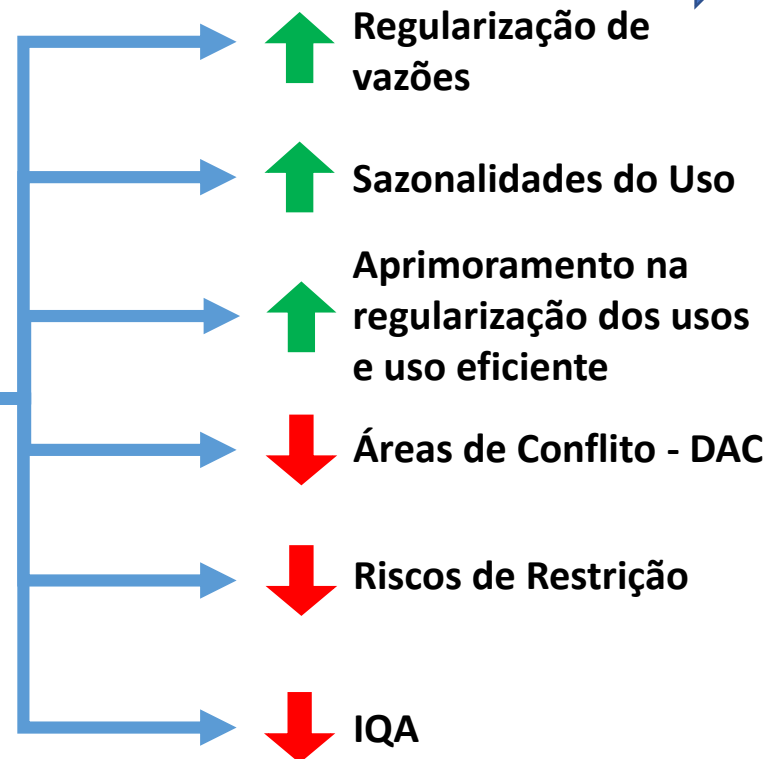 Regularização de
vazões
Sazonalidades do Uso
Aprimoramento na
regularização dos usos
e uso eficiente
Áreas de Conflito - DAC
Riscos de Restrição
IQA